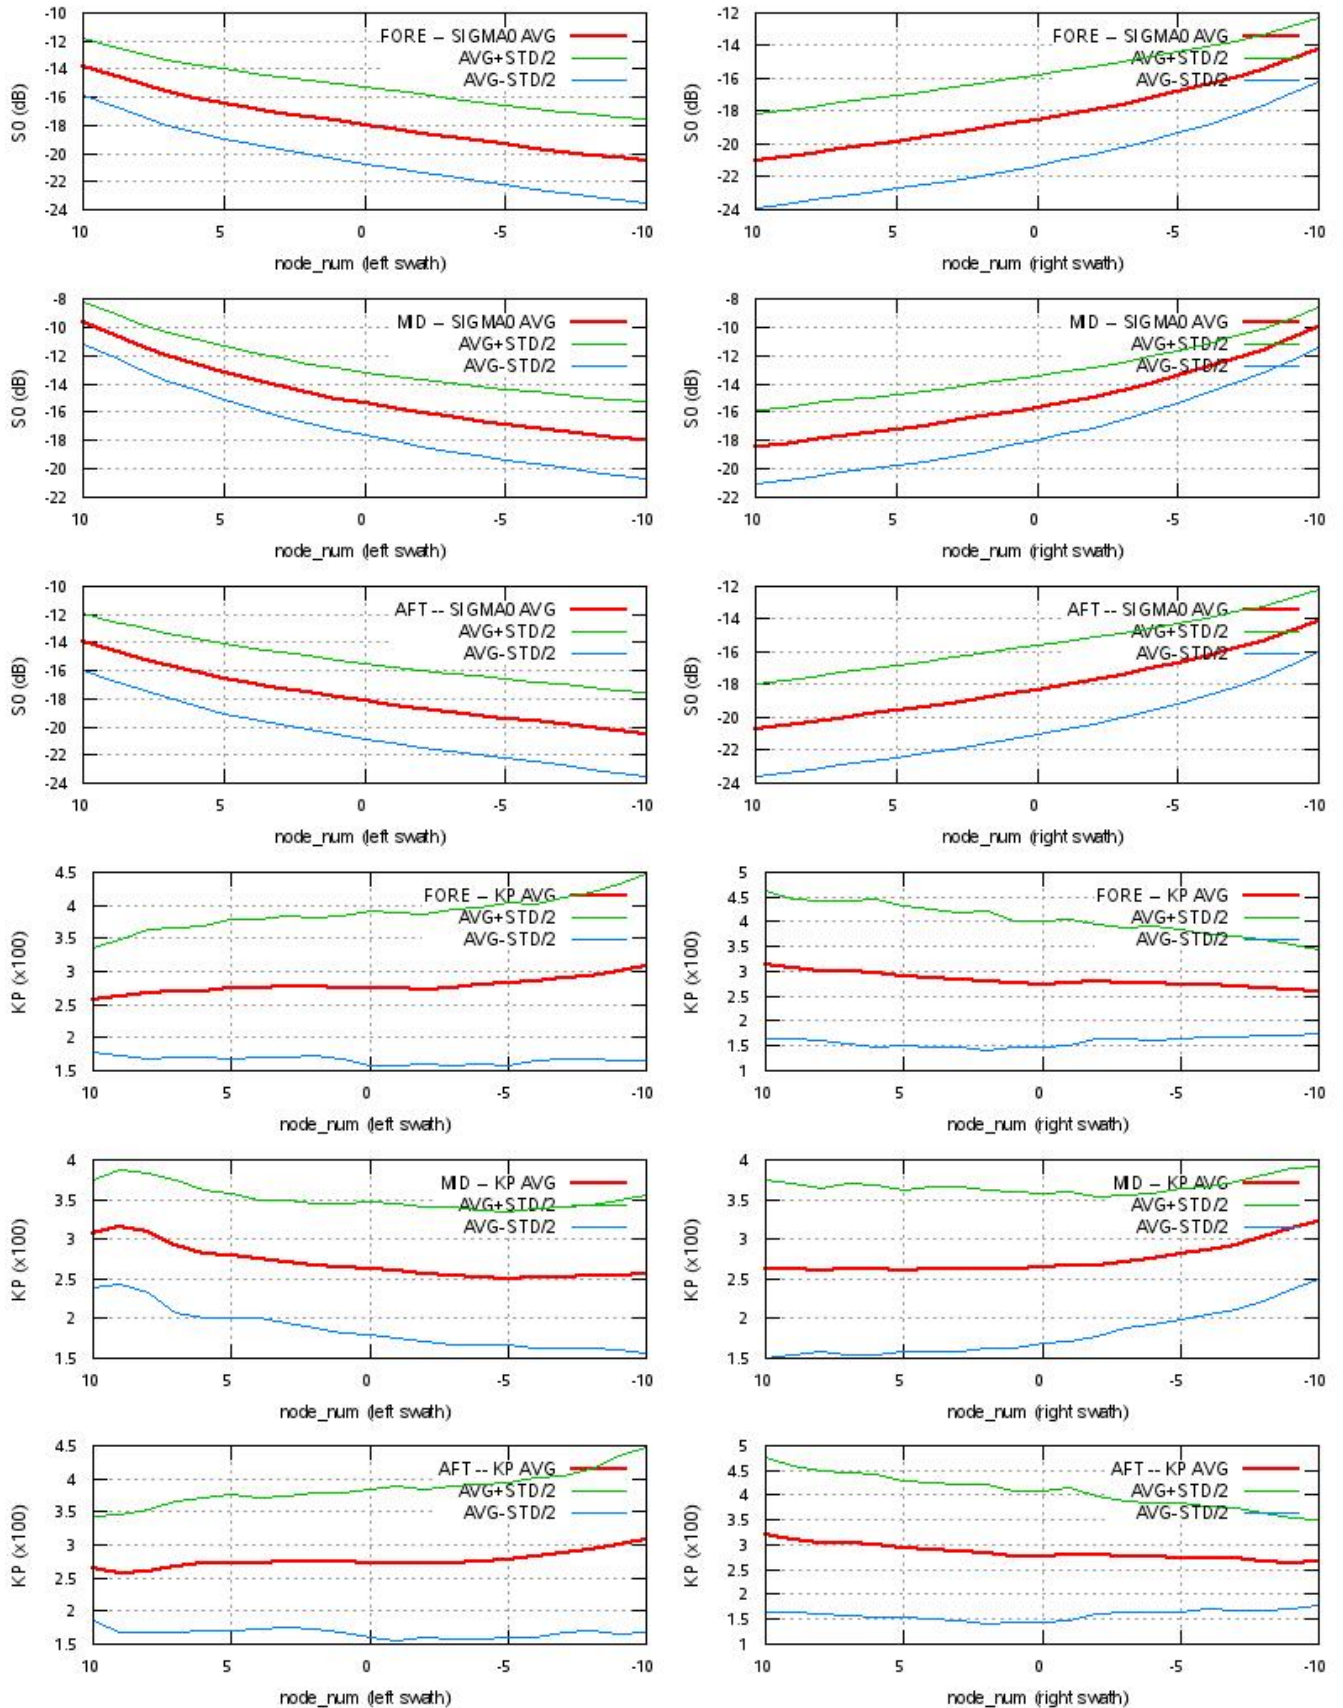 -10
-12
-14
-16
-18
-20
-22
-24
S0 (dB)
FORE – SIGMA0 AVG
AVG+STD/2
AVG-STD/2
10 5 0 -5 -10
node_num (left swath)
-12
-14
-16
-18
-20
-22
-24
S0 (dB)
FORE – SIGMA0 AVG
AVG+STD/2
AVG-STD/2
10 5 0 -5 -10
node_num (right swath)
-8
-10
-12
-14
-16
-18
-20
-22
S0 (dB)
MID – SIGMA0 AVG
AVG+STD/2
AVG-STD/2
10 5 0 -5 -10
node_num (left swath)
-8
-10
-12
-14
-16
-18
-20
-22
S0 (dB)
MID – SIGMA0 AVG
AVG+STD/2
AVG-STD/2
10 5 0 -5 -10
node_num (right swath)
-10
-12
-14
-16
-18
-20
-22
-24
S0 (dB)
AFT -- SIGMA0 AVG
AVG+STD/2
AVG-STD/2
10 5 0 -5 -10
node_num (left swath)
-12
-14
-16
-18
-20
-22
-24
S0 (dB)
AFT -- SIGMA0 AVG
AVG+STD/2
AVG-STD/2
10 5 0 -5 -10
node_num (right swath)
4.5
4
3.5
3
2.5
2
1.5
KP (x100)
FORE – KP AVG
AVG+STD/2
AVG-STD/2
10 5 0 -5 -10
node_num (left swath)
5
4.5
4
3.5
3
2.5
2
1.5
1
KP (x100)
FORE – KP AVG
AVG+STD/2
AVG-STD/2
10 5 0 -5 -10
node_num (right swath)
4
3.5
3
2.5
2
1.5
KP (x100)
MID – KP AVG
AVG+STD/2
AVG-STD/2
10 5 0 -5 -10
node_num (left swath)
4
3.5
3
2.5
2
1.5
KP (x100)
MID – KP AVG
AVG+STD/2
AVG-STD/2
10 5 0 -5 -10
node_num (right swath)
4.5
4
3.5
3
2.5
2
1.5
KP (x100)
AFT -- KP AVG
AVG+STD/2
AVG-STD/2
10 5 0 -5 -10
node_num (left swath)
5
4.5
4
3.5
3
2.5
2
1.5
1
KP (x100)
AFT -- KP AVG
AVG+STD/2
AVG-STD/2
10 5 0 -5 -10
node_num (right swath)